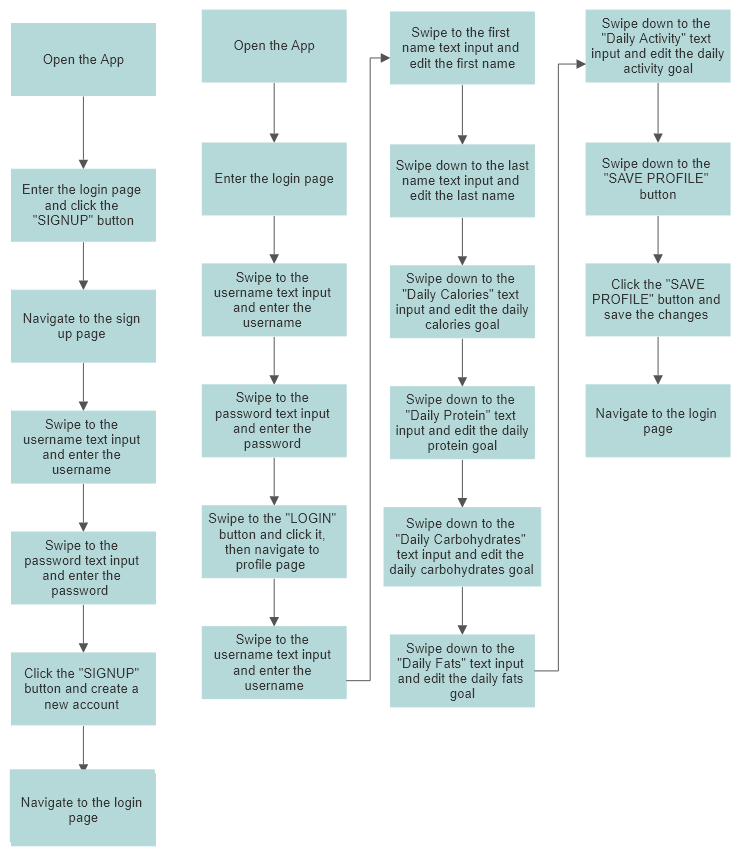 Open the App
Enter the login page
and click the
"SIGNUP" button
Navigate to the sign
up page
Swipe to the
username text input
and enter the
username
Swipe to the
password text input
and enter the
password
Click the "SIGNUP"
button and create a
new account
Navigate to the login
page
Open the App
Enter the login page
Swipe to the
username text input
and enter the
username
Swipe to the
password text input
and enter the
password
Swipe to the "LOGIN"
button and click it,
then navigate to
profile page
Swipe to the
username text input
and enter the
username
Swipe to the first
name text input and
edit the first name
Swipe down to the last
name text input and
edit the last name
Swipe down to the
"Daily Calories" text
input and edit the daily
calories goal
Swipe down to the
"Daily Protein" text
input and edit the daily
protein goal
Swipe down to the
"Daily Carbohydrates"
text input and edit the
daily carbohydrates goal
Swipe down to the
"Daily Fats" text input
and edit the daily fats
goal
Swipe down to the
"Daily Activity" text
input and edit the daily
activity goal
Swipe down to the
"SAVE PROFILE"
button
Click the "SAVE
PROFILE" button and
save the changes
Navigate to the login
page